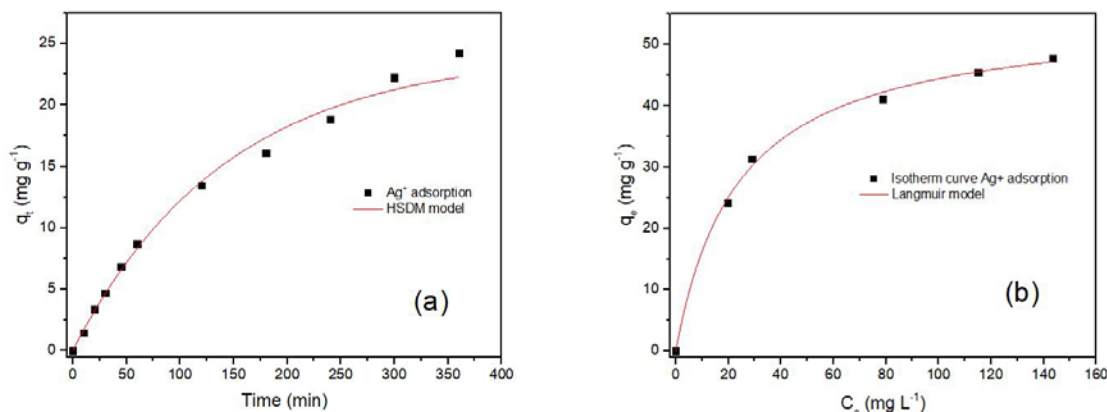 25
20
15
10
5
0
qₜ (mg g⁻¹)
■ Ag⁺ adsorption
HSDM model
(a)
0 50 100 150 200 250 300 350 400
Time (min)
60
50
40
30
20
10
0
qₑ (mg g⁻¹)
■ Isotherm curve Ag+ adsorption
Langmuir model
(b)
0 20 40 60 80 100 120 140 160
Cₑ (mg L⁻¹)